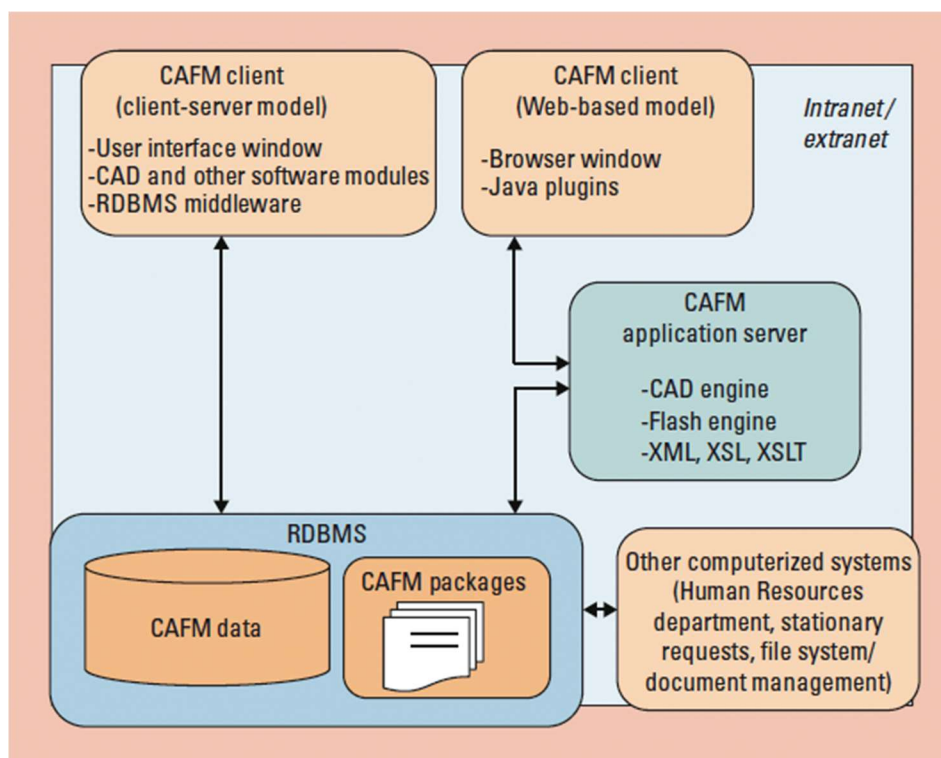 CAFM client
(client-server model)
-User interface window
-CAD and other software modules
-RDBMS middleware
CAFM client
(Web-based model)
-Browser window
-Java plugins
Intranet/
extranet
CAFM
application server
-CAD engine
-Flash engine
-XML, XSL, XSLT
RDBMS
CAFM data
CAFM packages
Other computerized systems
(Human Resources
department, stationary
requests, file system/
document management)